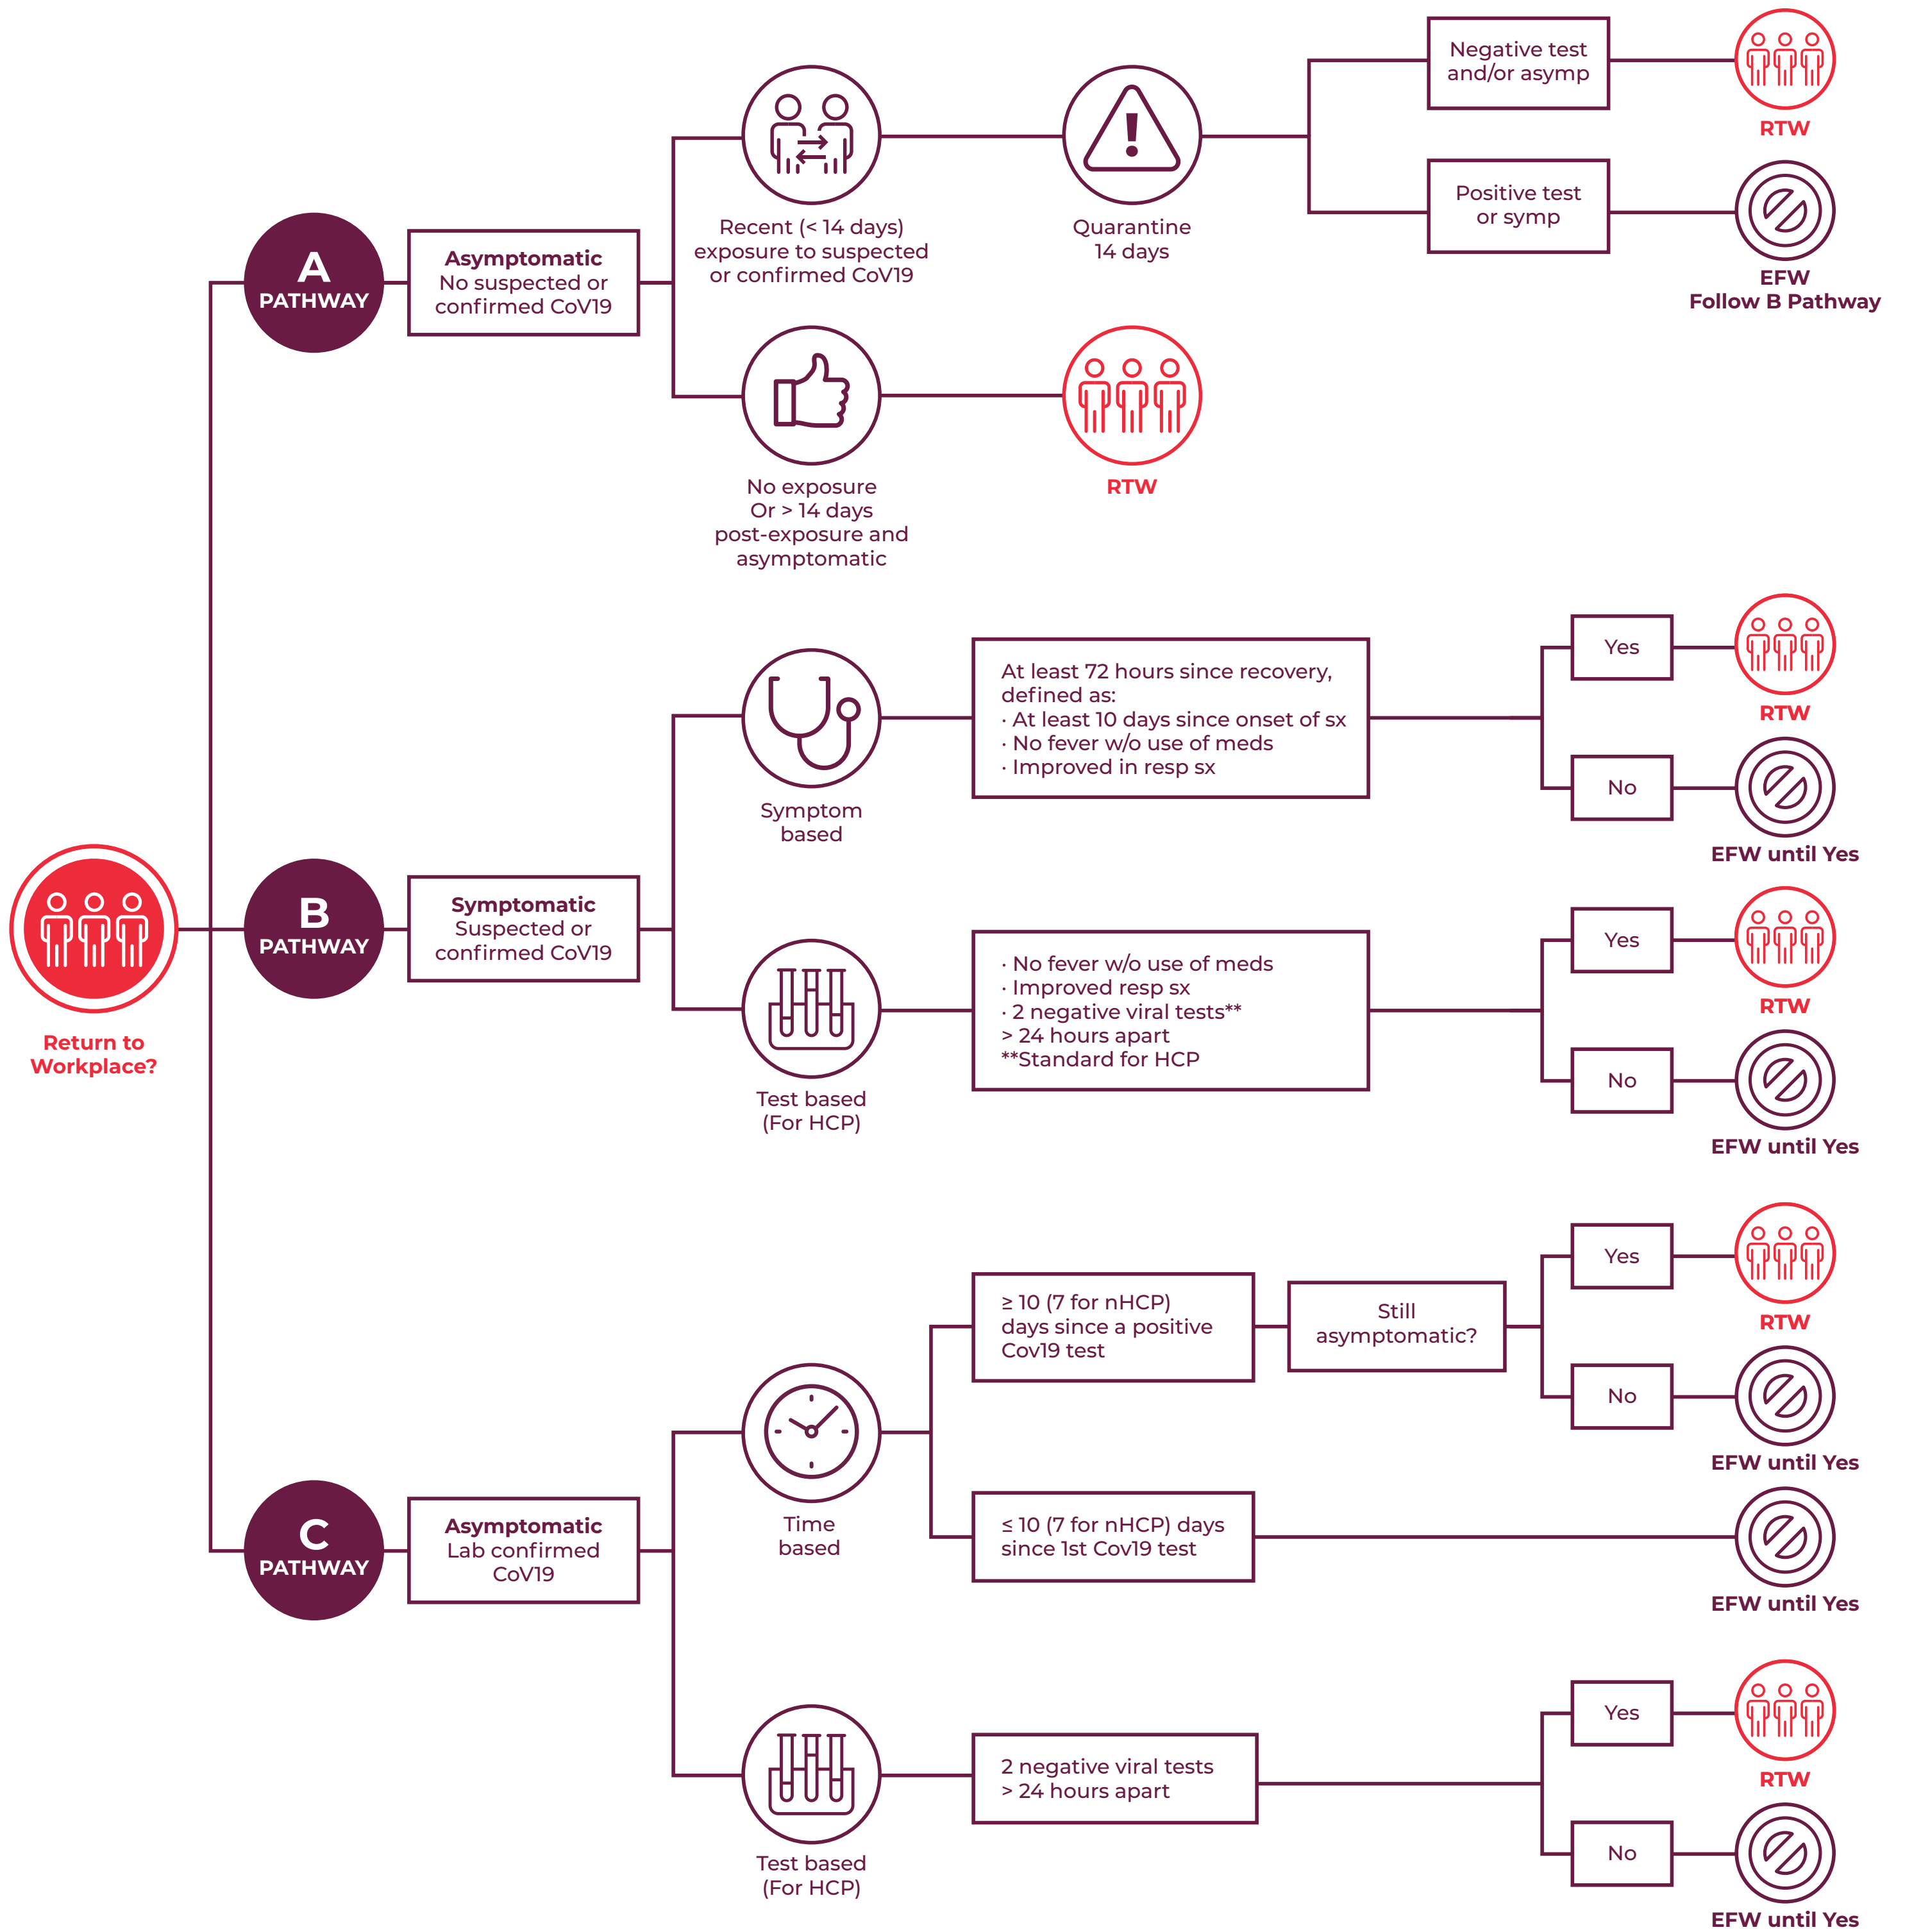 Return to
Workplace?
A
PATHWAY
Asymptomatic
No suspected or
confirmed CoV19
Recent (< 14 days)
exposure to suspected
or confirmed CoV19
Quarantine
14 days
Negative test
and/or asymp
RTW
Positive test
or symp
EFW
Follow B Pathway
No exposure
Or > 14 days
post-exposure and
asymptomatic
RTW
B
PATHWAY
Symptomatic
Suspected or
confirmed CoV19
Symptom
based
At least 72 hours since recovery,
defined as:
· At least 10 days since onset of sx
· No fever w/o use of meds
· Improved in resp sx
Yes
RTW
No
EFW until Yes
Test based
(For HCP)
· No fever w/o use of meds
· Improved resp sx
· 2 negative viral tests**
> 24 hours apart
**Standard for HCP
Yes
RTW
No
EFW until Yes
C
PATHWAY
Asymptomatic
Lab confirmed
CoV19
Time
based
≥ 10 (7 for nHCP)
days since a positive
Cov19 test
Still
asymptomatic?
Yes
RTW
No
EFW until Yes
≤ 10 (7 for nHCP) days
since 1st Cov19 test
EFW until Yes
Test based
(For HCP)
2 negative viral tests
> 24 hours apart
Yes
RTW
No
EFW until Yes